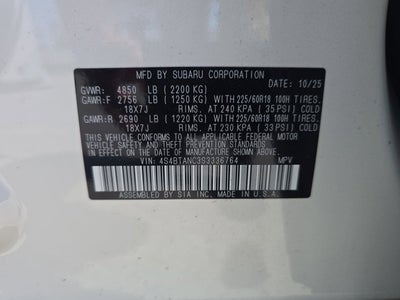 MFD. BY SUBARU CORPORATION
DATE: 10/25
GVWR: 4850 LB (2200 KG)
GAWR:F 2756 LB (1250 KG) WITH 225/60R18 100H TIRES.
18X7J RIMS. AT 240 KPA (35 PSI) COLD
GAWR:R 2690 LB (1220 KG) WITH 225/60R18 100H TIRES.
18X7J RIMS. AT 230 KPA (33 PSI) COLD
THIS VEHICLE CONFORMS TO ALL APPLICABLE FEDERAL MOTOR
VEHICLE SAFETY STANDARDS IN EFFECT ON THE DATE OF
MANUFACTURE SHOWN ABOVE.
VIN: 4S4BTANC3S3336764 MPV
ASSEMBLED BY SIA INC. MADE IN U.S.A.